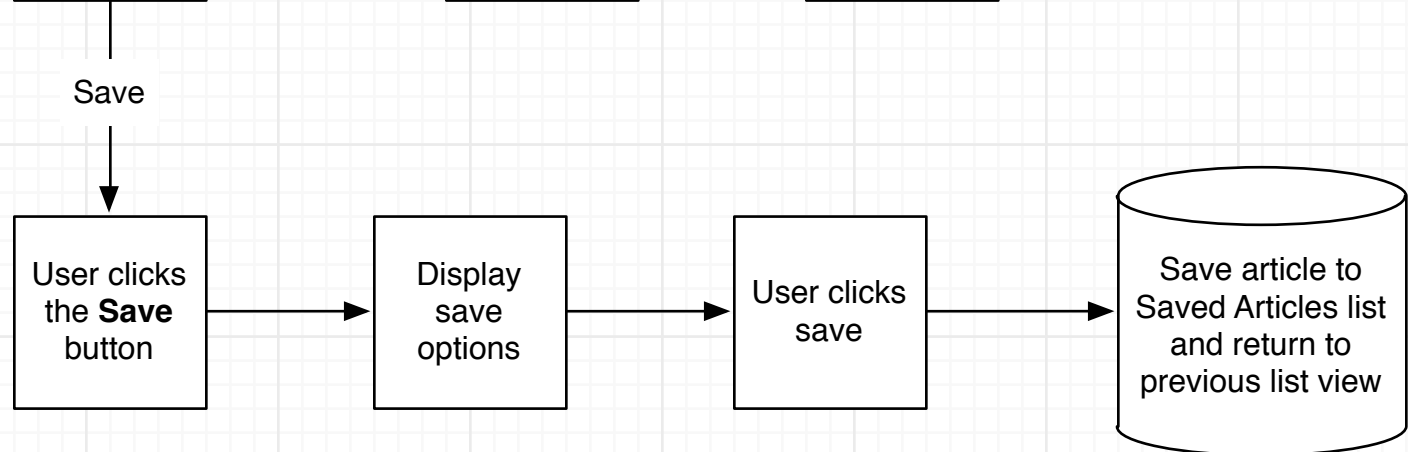 Save
User clicks
the Save
button
Display
save
options
User clicks
save
Save article to
Saved Articles list
and return to
previous list view